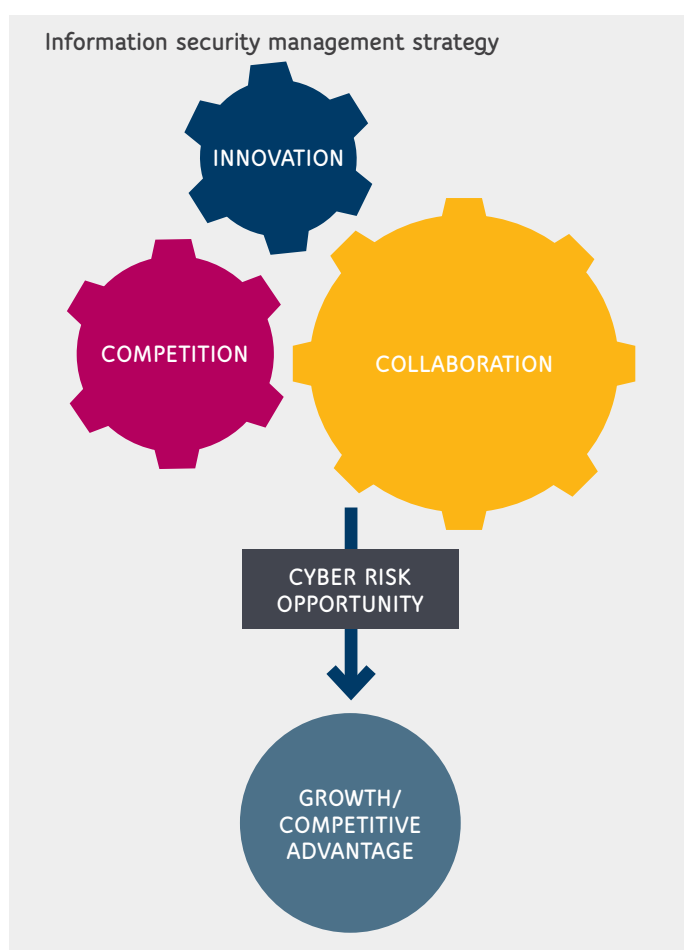 Information security management strategy
INNOVATION
COMPETITION
COLLABORATION
CYBER RISK
OPPORTUNITY
GROWTH/
COMPETITIVE
ADVANTAGE